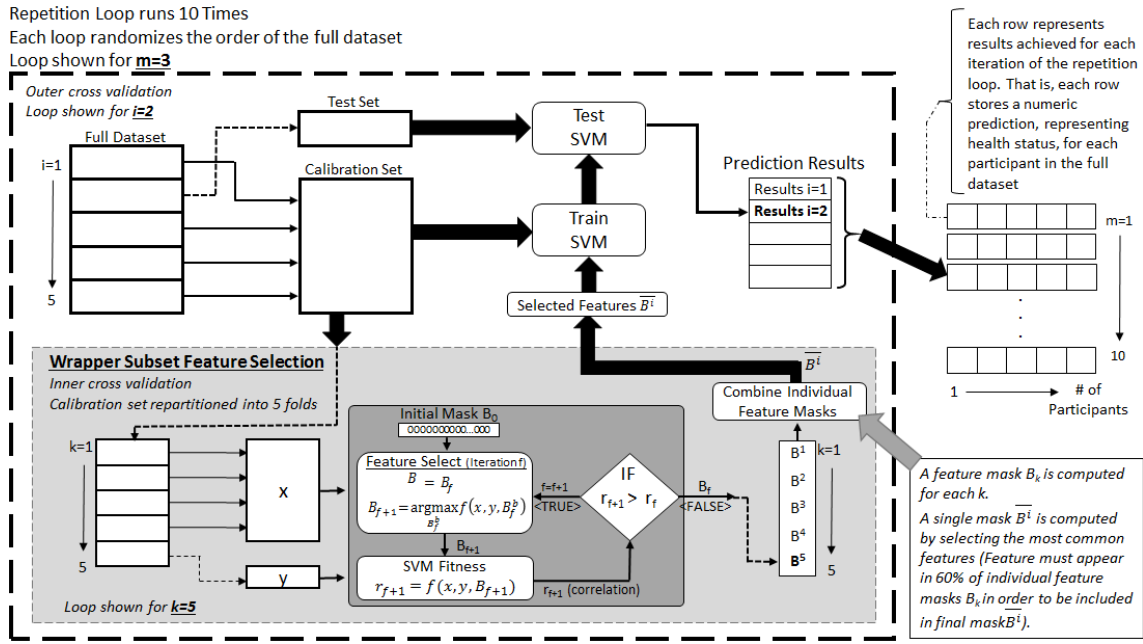 Repetition Loop runs 10 Times
Each loop randomizes the order of the full dataset
Loop shown for m=3
Outer cross validation
Loop shown for i=2
Full Dataset
i=1
5
Test Set
Calibration Set
Test
SVM
Train
SVM
Selected Features $\overline{B^i}$
Prediction Results
Results i=1
Results i=2
Each row represents
results achieved for each
iteration of the repetition
loop. That is, each row
stores a numeric
prediction, representing
health status, for each
participant in the full
dataset
m=1
.
.
.
10
1
# of
Participants
Wrapper Subset Feature Selection
Inner cross validation
Calibration set repartitioned into 5 folds
k=1
5
x
y
Loop shown for k=5
Initial Mask B₀
0000000000...000
Feature Select (Iteration f)
$B = B_f$
$B_{f+1} = \underset{B_f^b}{\operatorname{argmax}} f(x, y, B_f^b)$
B_{f+1}
SVM Fitness
$r_{f+1} = f(x, y, B_{f+1})$
r_{f+1} (correlation)
IF
r_{f+1} > r_f
f=f+1
<TRUE>
B_f
<FALSE>
$\overline{B^i}$
Combine Individual
Feature Masks
B¹
B²
B³
B⁴
B⁵
k=1
5
A feature mask B_k is computed
for each k.
A single mask $\overline{B^i}$ is computed
by selecting the most common
features (Feature must appear
in 60% of individual feature
masks B_k in order to be included
in final mask $\overline{B^i}$).